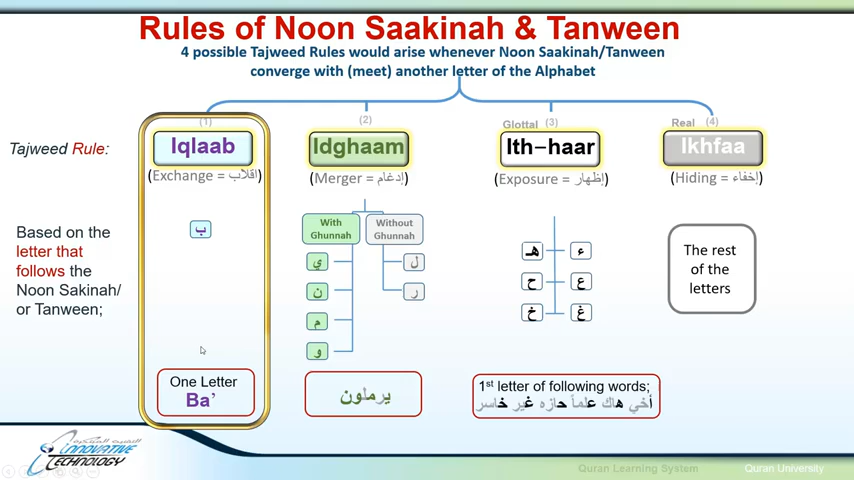 Rules of Noon Saakinah & Tanween
4 possible Tajweed Rules would arise whenever Noon Saakinah/Tanween
converge with (meet) another letter of the Alphabet
(1) (2) Glottal (3) Real (4)
Tajweed Rule: Iqlaab Idghaam Ith–haar Ikhfaa
(Exchange = اقلاب) (Merger = إدغام) (Exposure = إظهار) (Hiding = إخفاء)
Based on the
letter that
follows the
Noon Sakinah/
or Tanween;
ب
With
Ghunnah
ي
ن
م
و
Without
Ghunnah
ل
ر
هـ ء
ح ع
خ غ
The rest
of the
letters
One Letter
Ba’
يرملون
1st letter of following words;
أخي هاك علماً حازه غير خاسر
INNOVATIVE
TECHNOLOGY
Quran Learning System
Quran University